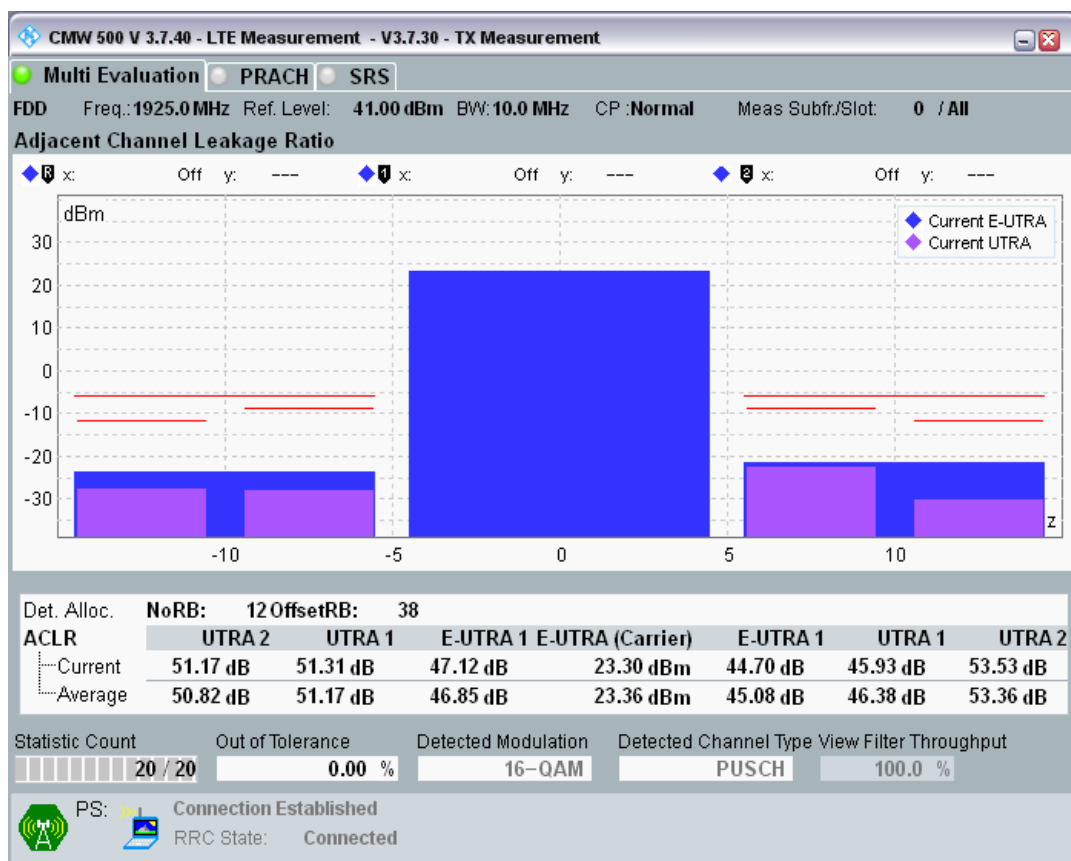 CMW 500 V 3.7.40 - LTE Measurement - V3.7.30 - TX Measurement
Multi Evaluation PRACH SRS
FDD Freq.: 1925.0 MHz Ref. Level: 41.00 dBm BW: 10.0 MHz CP :Normal Meas Subfr./Slot: 0 / All
Adjacent Channel Leakage Ratio
R x: Off y: --- 1 x: Off y: --- 2 x: Off y: ---
dBm
Current E-UTRA
Current UTRA
30
20
10
0
-10
-20
-30
z
-10 -5 0 5 10
Det. Alloc. NoRB: 12 OffsetRB: 38
ACLR UTRA 2 UTRA 1 E-UTRA 1 E-UTRA (Carrier) E-UTRA 1 UTRA 1 UTRA 2
Current 51.17 dB 51.31 dB 47.12 dB 23.30 dBm 44.70 dB 45.93 dB 53.53 dB
Average 50.82 dB 51.17 dB 46.85 dB 23.36 dBm 45.08 dB 46.38 dB 53.36 dB
Statistic Count Out of Tolerance Detected Modulation Detected Channel Type View Filter Throughput
20 / 20 0.00 % 16-QAM PUSCH 100.0 %
PS: Connection Established
RRC State: Connected